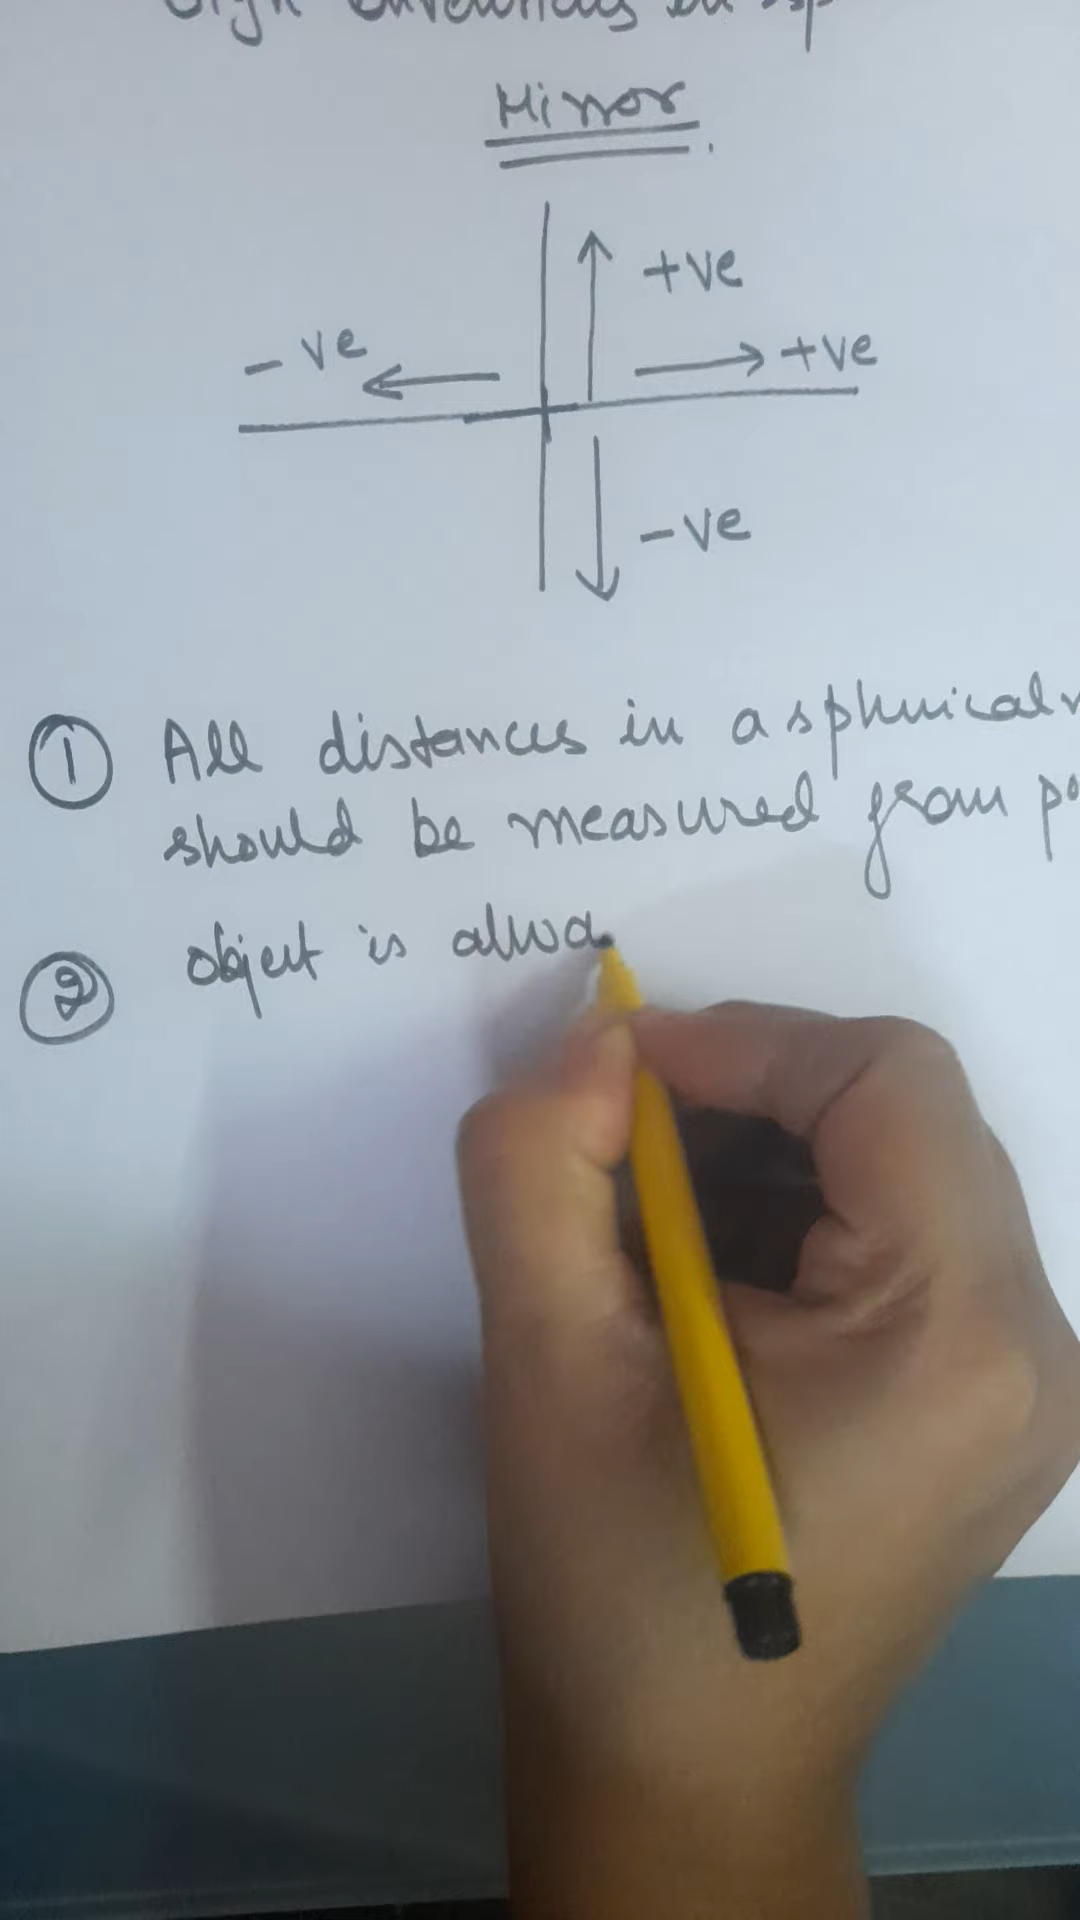 Mirror
+ve
- ve
+ve
-ve
① All distances in a spherical
should be measured from
② object is alwa